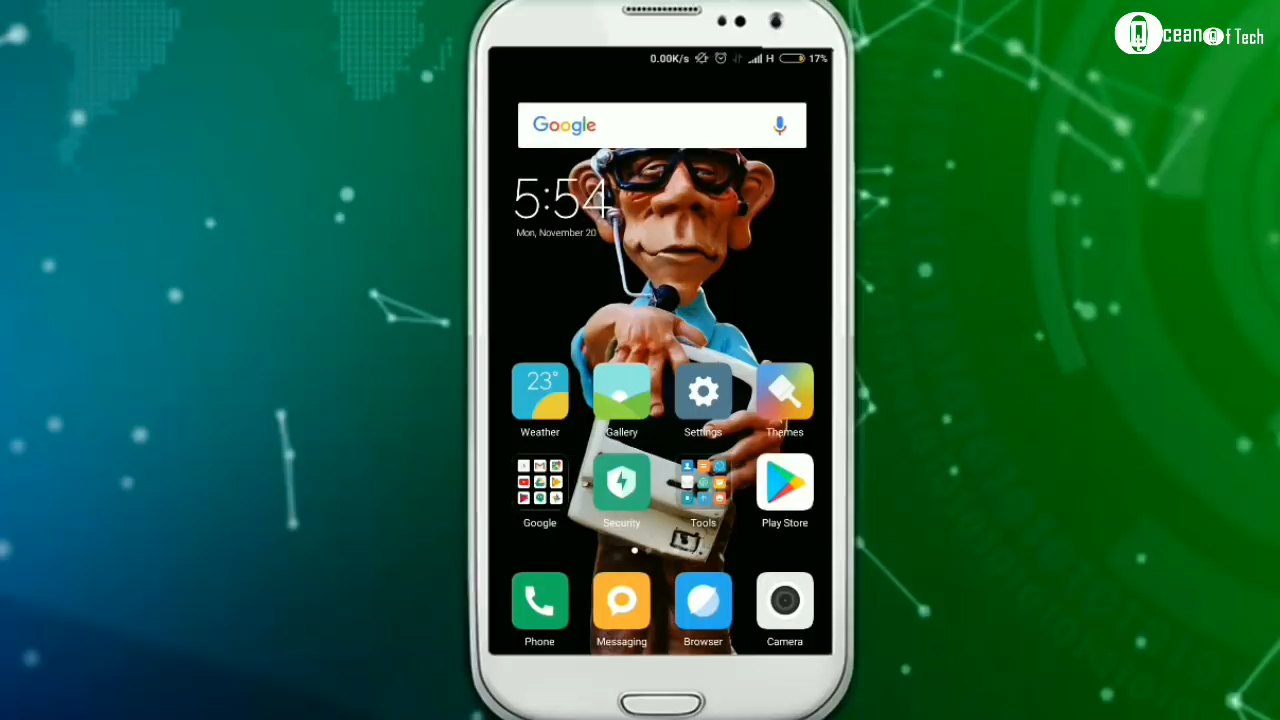 Ocean Of Tech
0.00K/s H 17%
Google
5:54
Mon, November 20
23°
Weather Gallery Settings Themes
Google Security Tools Play Store
Phone Messaging Browser Camera